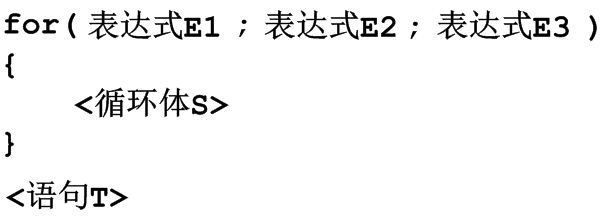 for( 表达式E1 ; 表达式E2 ; 表达式E3 )
{
<循环体S>
}
<语句T>